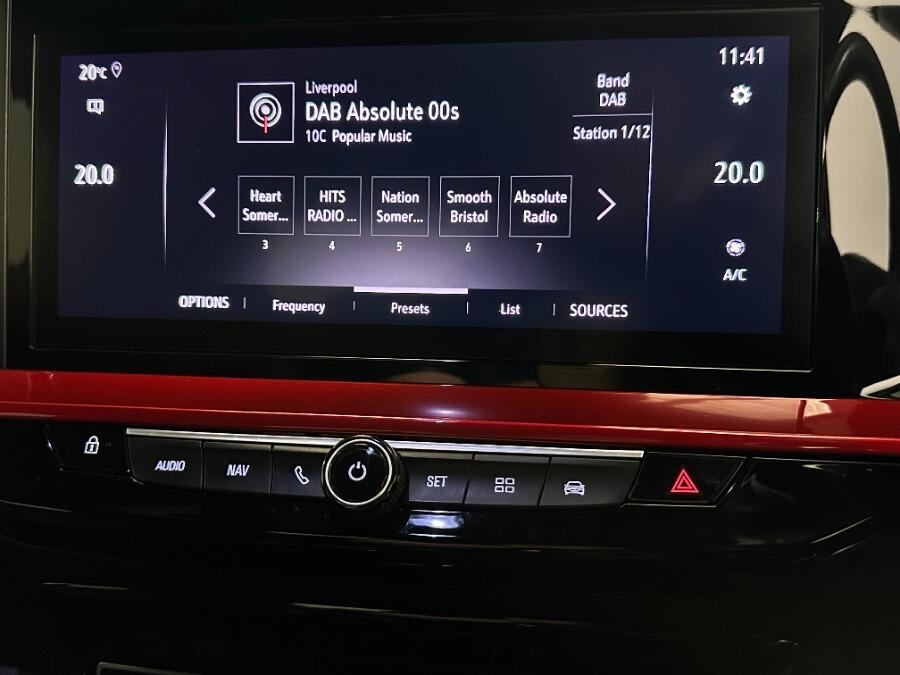 20°C
11:41
Liverpool
DAB Absolute 00s
10C Popular Music
Band
DAB
Station 1/12
20.0
20.0
Heart
Somer...
3
HITS
RADIO ...
4
Nation
Somer...
5
Smooth
Bristol
6
Absolute
Radio
7
A/C
OPTIONS
Frequency
Presets
List
SOURCES
AUDIO
NAV
SET